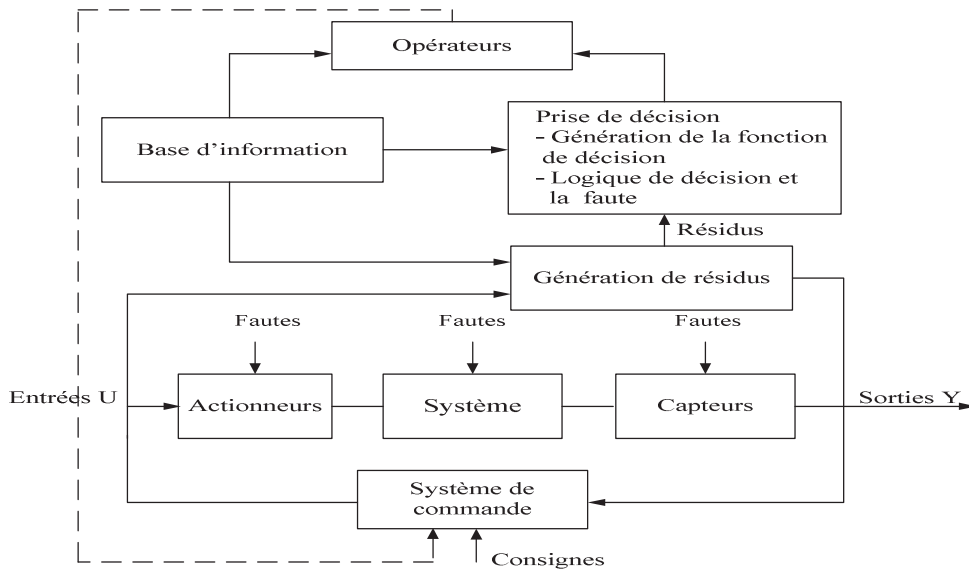 Opérateurs
Base d'information
Prise de décision
- Génération de la fonction
de décision
- Logique de décision et
la faute
Résidus
Génération de résidus
Fautes
Fautes
Fautes
Entrées U
Actionneurs
Système
Capteurs
Sorties Y
Système de
commande
Consignes